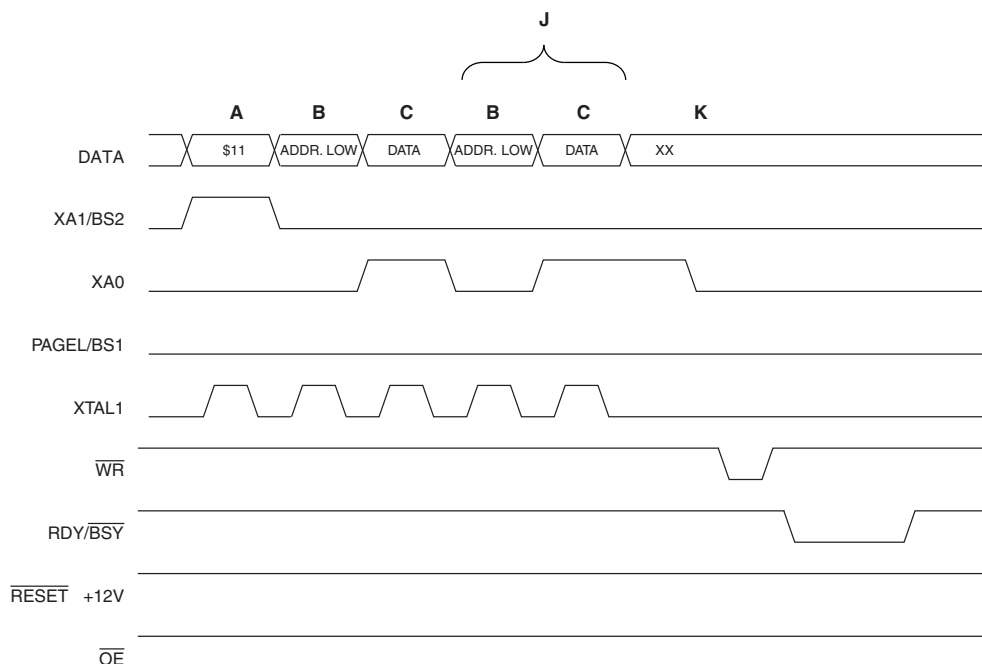 J
A B C B C K
DATA $11 ADDR. LOW DATA ADDR. LOW DATA XX
XA1/BS2
XA0
PAGEL/BS1
XTAL1
WR
RDY/BSY
RESET +12V
OE